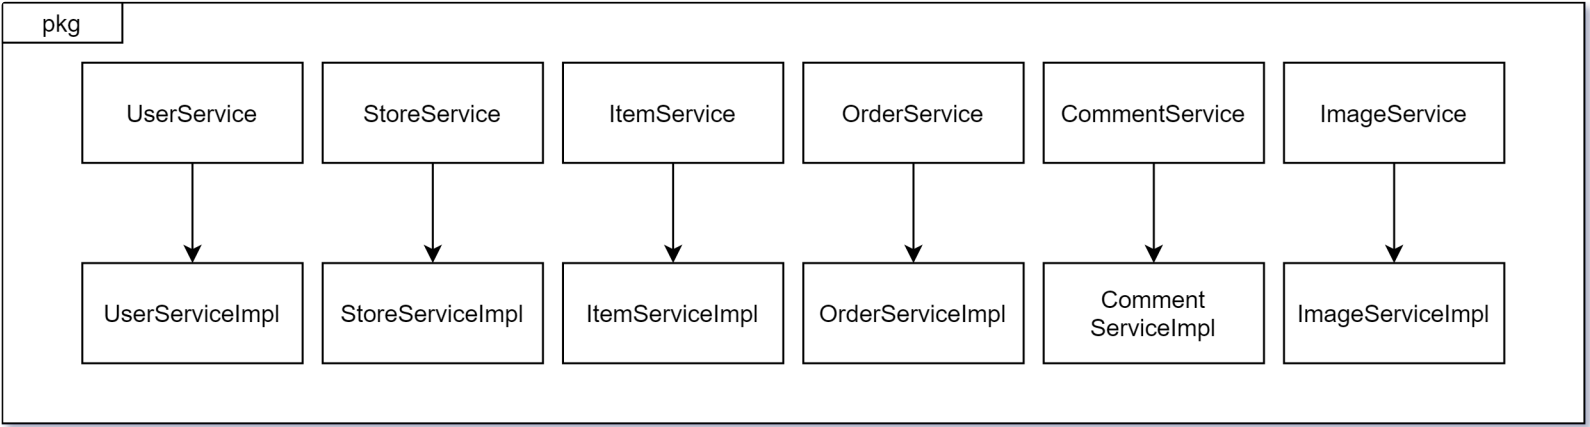 pkg
UserService
StoreService
ItemService
OrderService
CommentService
ImageService
UserServiceImpl
StoreServiceImpl
ItemServiceImpl
OrderServiceImpl
Comment
ServiceImpl
ImageServiceImpl